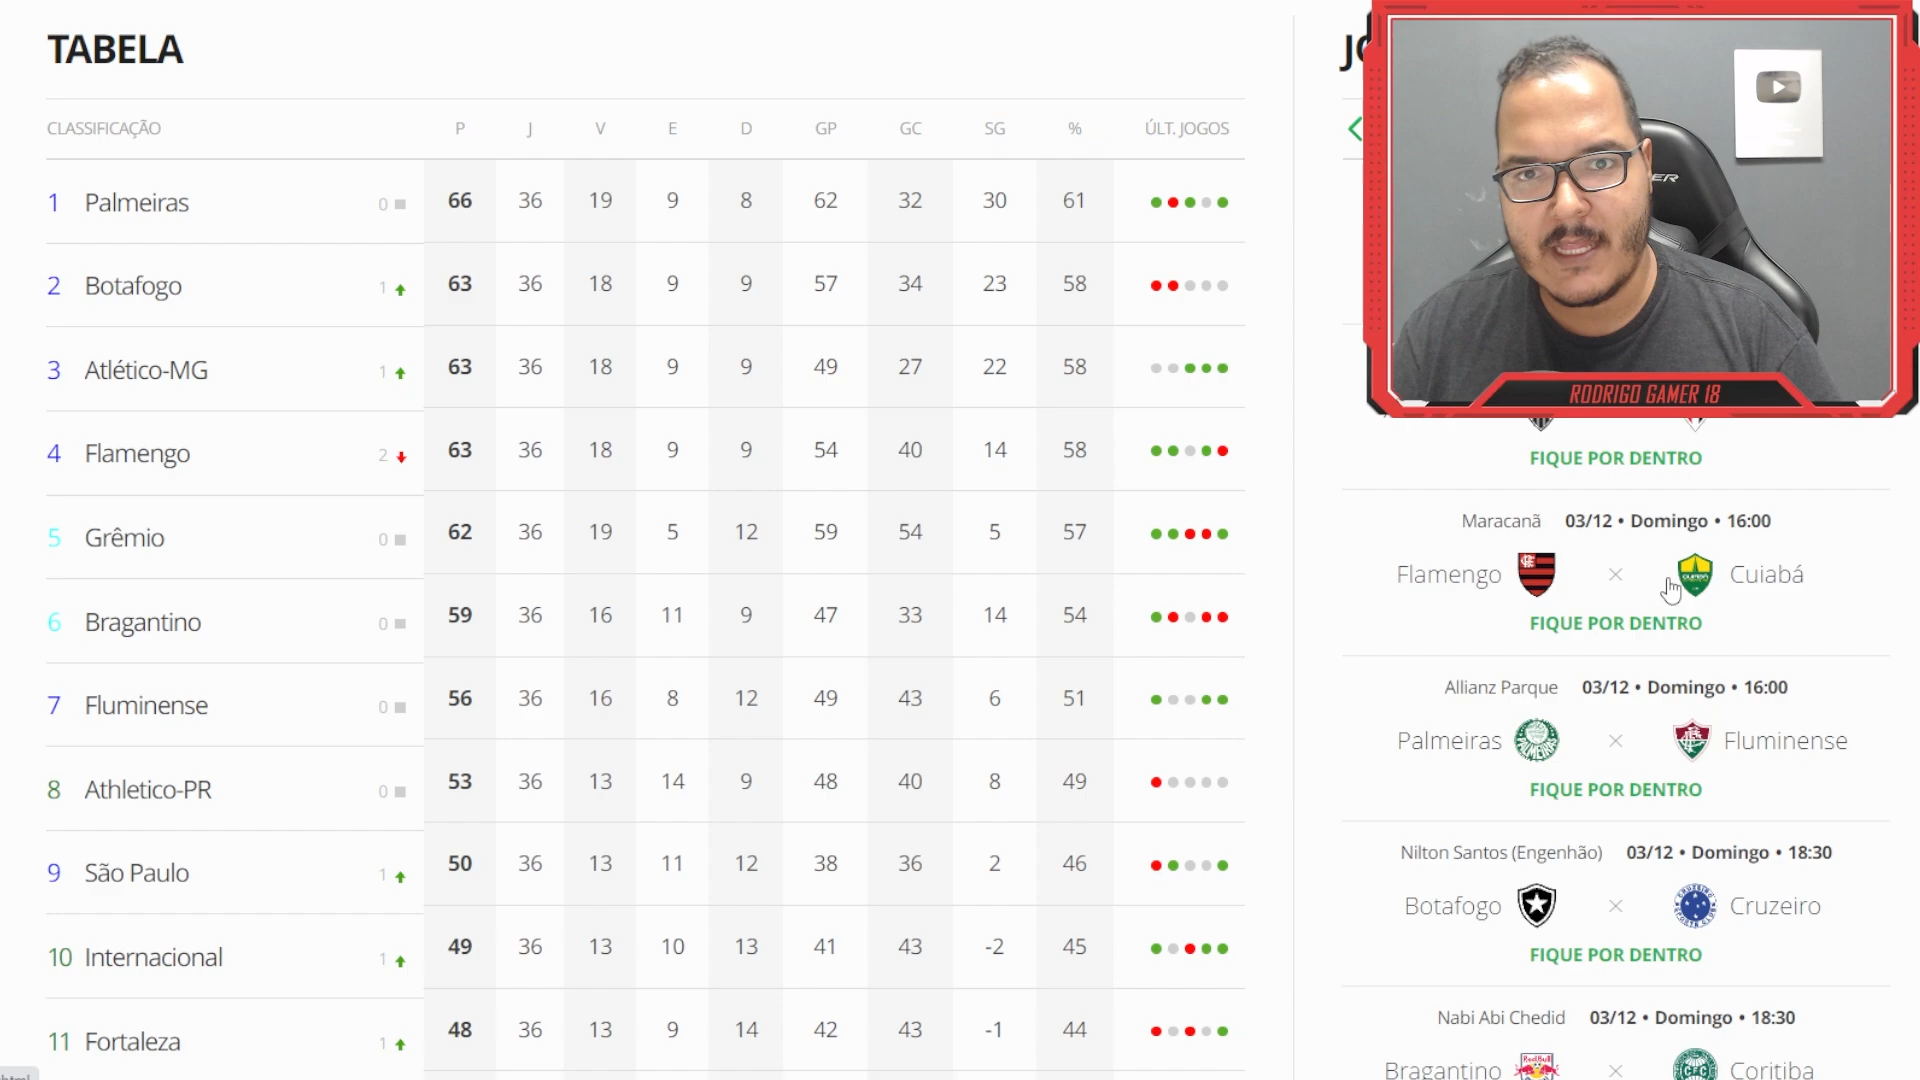 TABELA
CLASSIFICAÇÃO P J V E D GP GC SG % ÚLT. JOGOS
1 Palmeiras 0 66 36 19 9 8 62 32 30 61
2 Botafogo 1 63 36 18 9 9 57 34 23 58
3 Atlético-MG 1 63 36 18 9 9 49 27 22 58
4 Flamengo 2 63 36 18 9 9 54 40 14 58
5 Grêmio 0 62 36 19 5 12 59 54 5 57
6 Bragantino 0 59 36 16 11 9 47 33 14 54
7 Fluminense 0 56 36 16 8 12 49 43 6 51
8 Athletico-PR 0 53 36 13 14 9 48 40 8 49
9 São Paulo 1 50 36 13 11 12 38 36 2 46
10 Internacional 1 49 36 13 10 13 41 43 -2 45
11 Fortaleza 1 48 36 13 9 14 42 43 -1 44
RODRIGO GAMER 18
FIQUE POR DENTRO
Maracanã 03/12 • Domingo • 16:00
Flamengo × Cuiabá
FIQUE POR DENTRO
Allianz Parque 03/12 • Domingo • 16:00
Palmeiras × Fluminense
FIQUE POR DENTRO
Nilton Santos (Engenhão) 03/12 • Domingo • 18:30
Botafogo × Cruzeiro
FIQUE POR DENTRO
Nabi Abi Chedid 03/12 • Domingo • 18:30
Bragantino × Coritiba